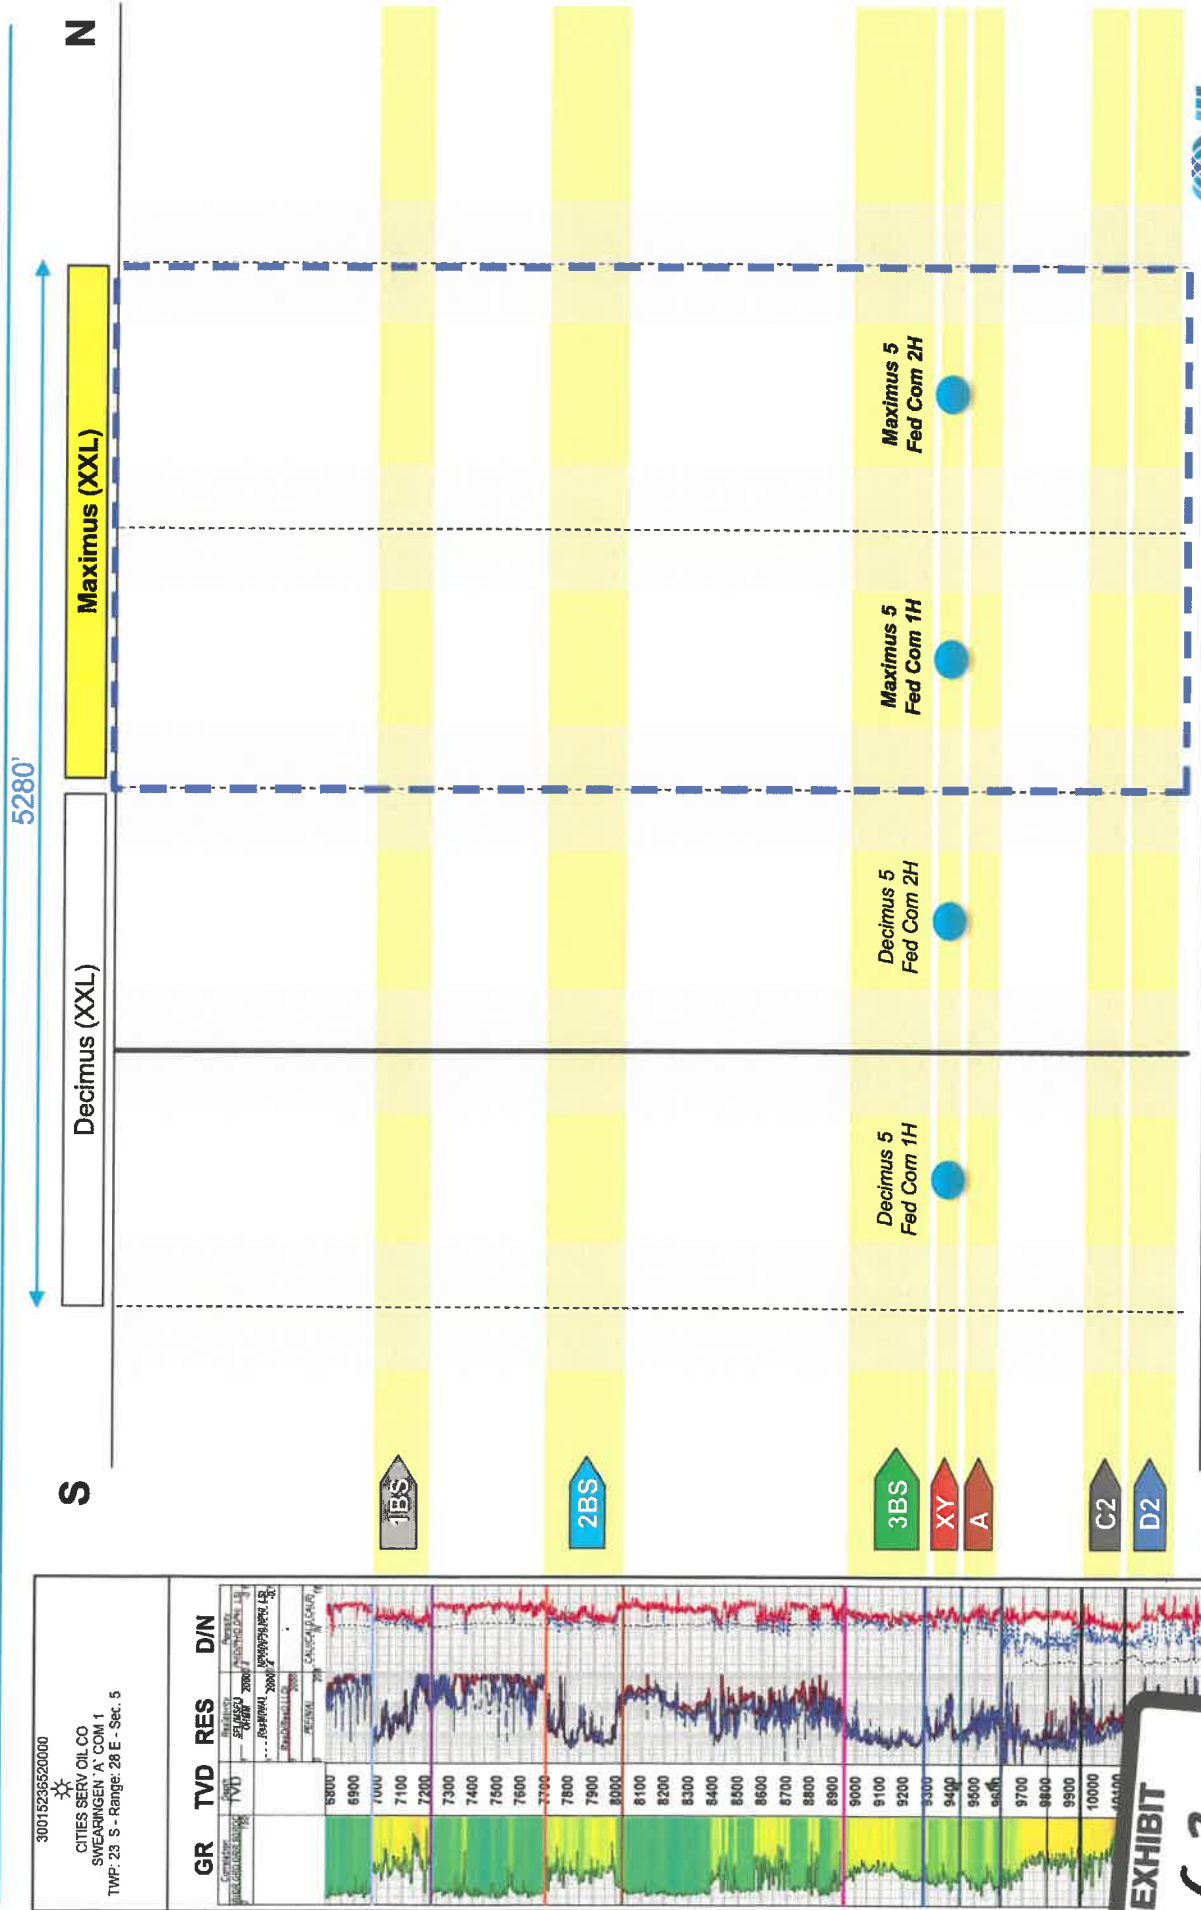 30015236520000
CITIES SERV OIL CO
SWEARINGEN 'A' COM 1
TWP: 23 S - Range: 28 E - Sec. 5
GR TVD RES D/N
TVD
6800
6900
7000
7100
7200
7300
7400
7500
7600
7700
7800
7900
8000
8100
8200
8300
8400
8500
8600
8700
8800
8900
9000
9100
9200
9300
9400
9500
9600
9700
9800
9900
10000
10100
S
N
5280'
Decimus (XXL)
Maximus (XXL)
1BS
2BS
3BS
XY
A
C2
D2
Decimus 5
Fed Com 1H
Decimus 5
Fed Com 2H
Maximus 5
Fed Com 1H
Maximus 5
Fed Com 2H
EXHIBIT